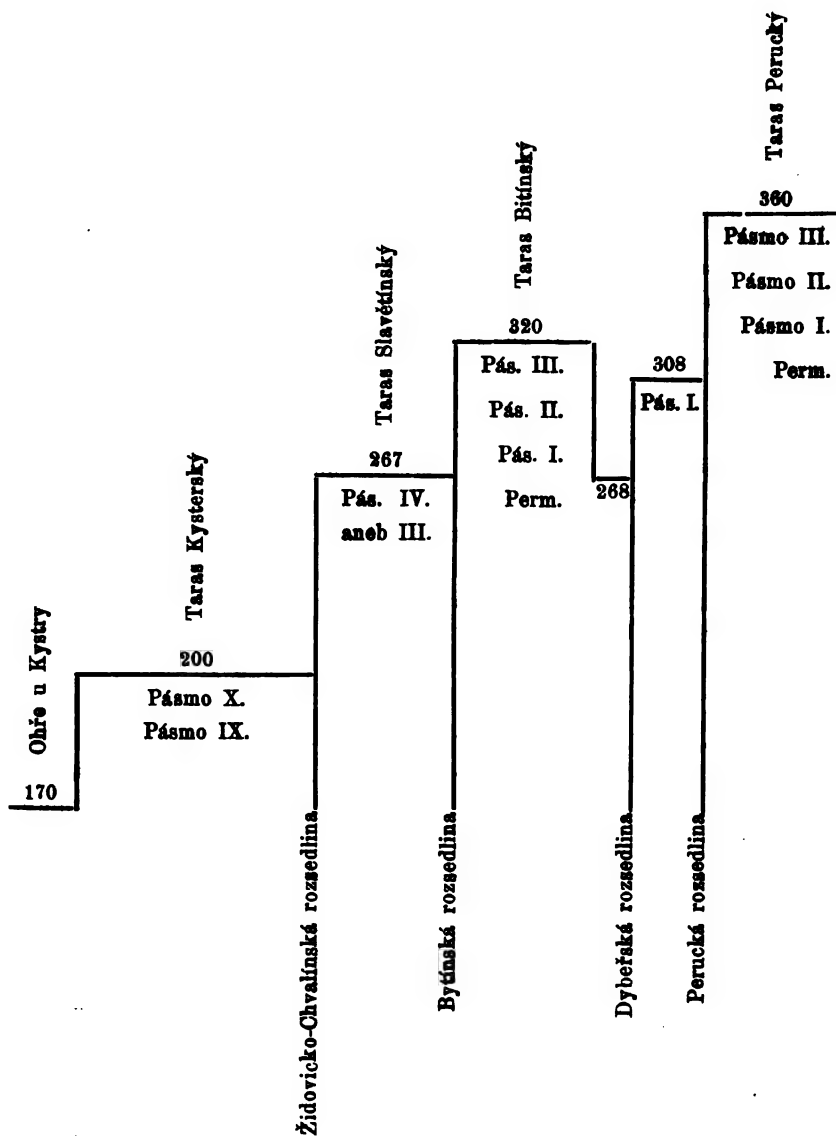 Ohře u Kystry
170
Taras Kysterský
200
Pásmo X.
Pásmo IX.
Židovicko-Chvalínská rozsedlina
Taras Slavětínský
267
Pás. IV.
aneb III.
Bytínská rozsedlina
Taras Bitínský
320
Pás. III.
Pás. II.
Pás. I.
Perm.
268
Dybeřská rozsedlina
308
Pás. I.
Perucká rozsedlina
Taras Perucký
360
Pásmo III.
Pásmo II.
Pásmo I.
Perm.